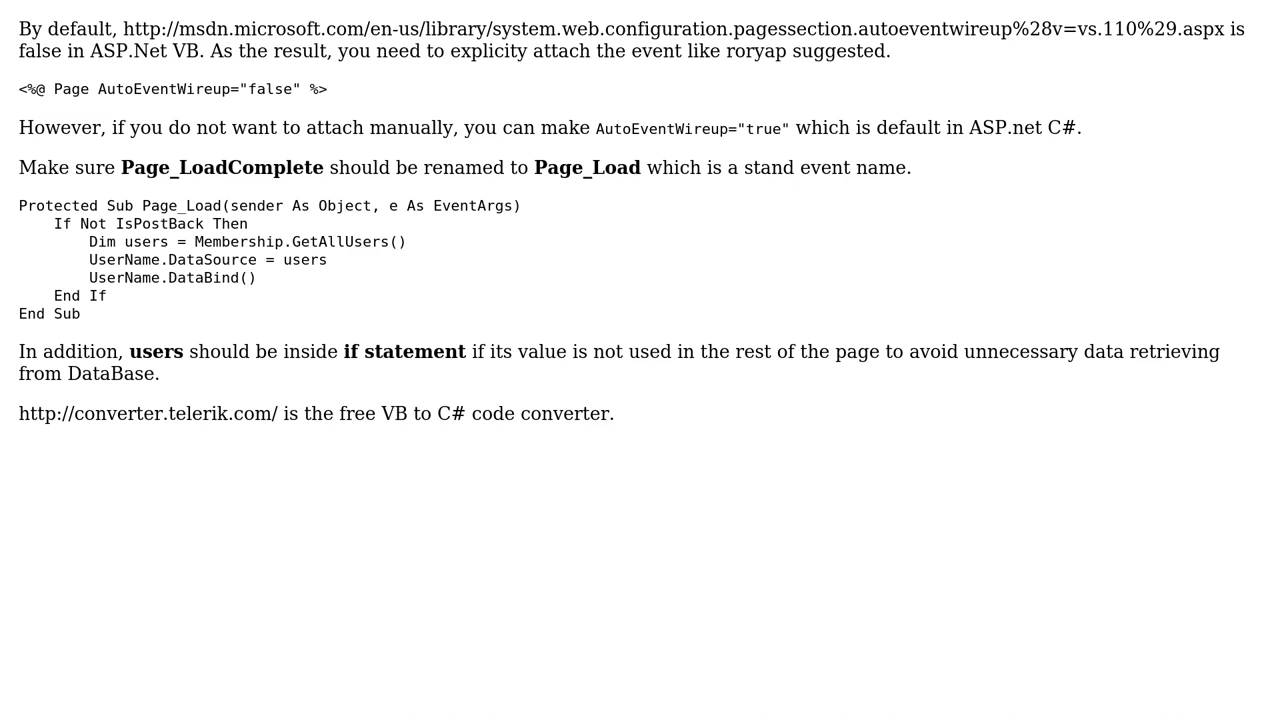 By default, http://msdn.microsoft.com/en-us/library/system.web.configuration.pagessection.autoeventwireup%28v=vs.110%29.aspx is
false in ASP.Net VB. As the result, you need to explicity attach the event like roryap suggested.
<%@ Page AutoEventWireup="false" %>
However, if you do not want to attach manually, you can make AutoEventWireup="true" which is default in ASP.net C#.
Make sure Page_LoadComplete should be renamed to Page_Load which is a stand event name.
Protected Sub Page_Load(sender As Object, e As EventArgs)
    If Not IsPostBack Then
        Dim users = Membership.GetAllUsers()
        UserName.DataSource = users
        UserName.DataBind()
    End If
End Sub
In addition, users should be inside if statement if its value is not used in the rest of the page to avoid unnecessary data retrieving
from DataBase.
http://converter.telerik.com/ is the free VB to C# code converter.